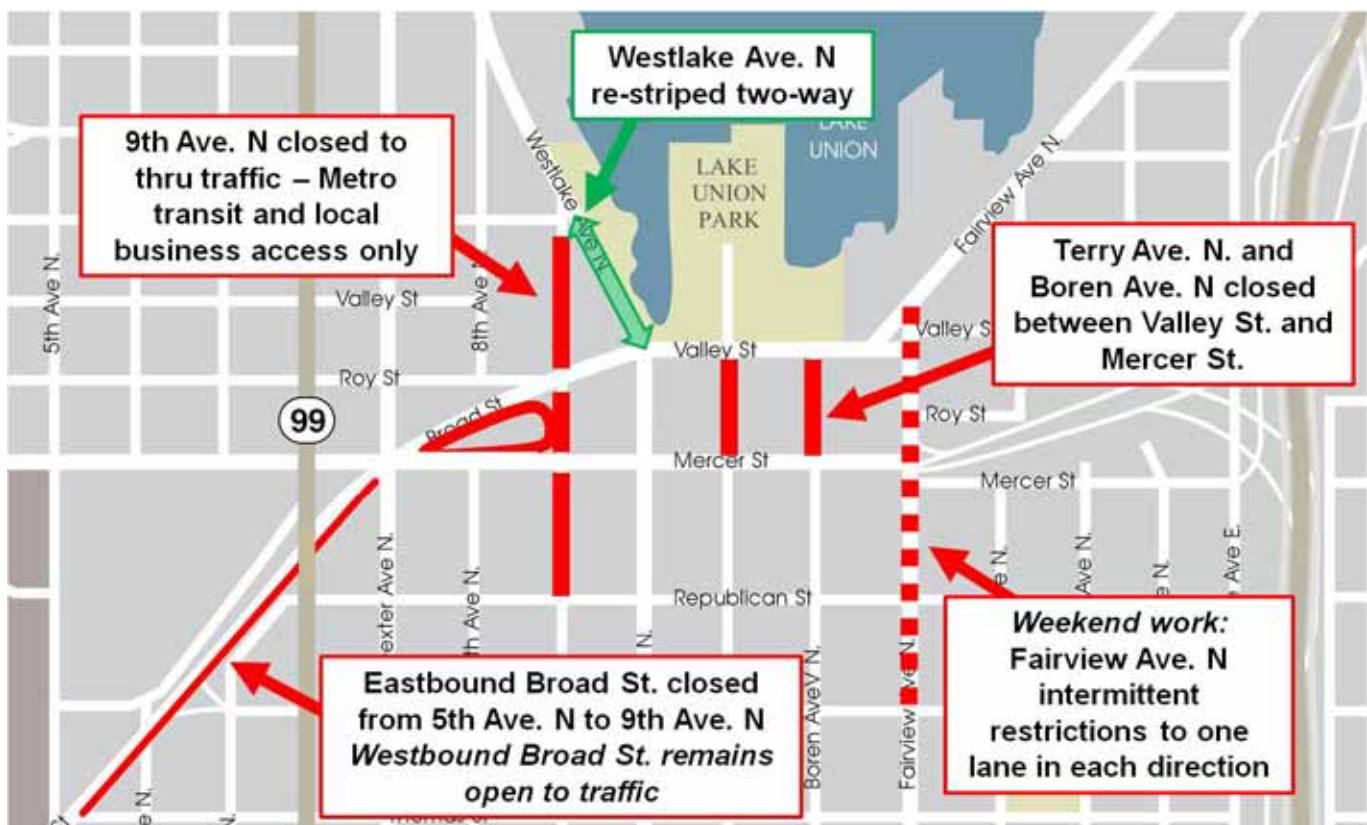 Westlake Ave. N
re-striped two-way
9th Ave. N closed to
thru traffic – Metro
transit and local
business access only
Westlake Ave N
LAKE
UNION
LAKE
UNION
PARK
Fairview Ave N.
Terry Ave. N. and
Boren Ave. N closed
between Valley St. and
Mercer St.
5th Ave N.
Valley St
8th Ave
Valley S
Valley St
Roy St
99
Broad St
Roy St
Mercer St
Mercer St
exter Ave N.
th Ave N.
N.
Republican St
Boren Ave N.
Fairview Ave N.
e N.
Ave N.
e N.
Ave E.
Eastbound Broad St. closed
from 5th Ave. N to 9th Ave. N
Westbound Broad St. remains
open to traffic
Weekend work:
Fairview Ave. N
intermittent
restrictions to one
lane in each direction
St
e N.
N.